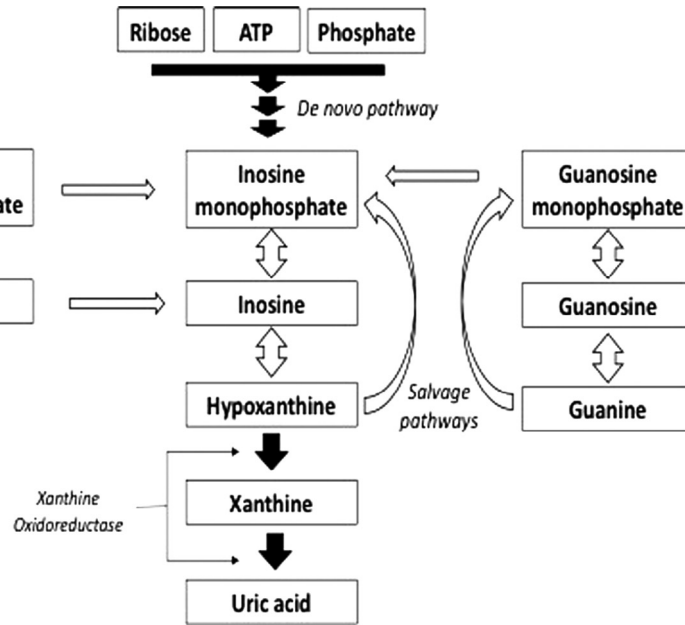 Ribose
ATP
Phosphate
De novo pathway
Inosine
monophosphate
Guanosine
monophosphate
Inosine
Guanosine
Hypoxanthine
Salvage
pathways
Guanine
Xanthine
Oxidoreductase
Xanthine
Uric acid